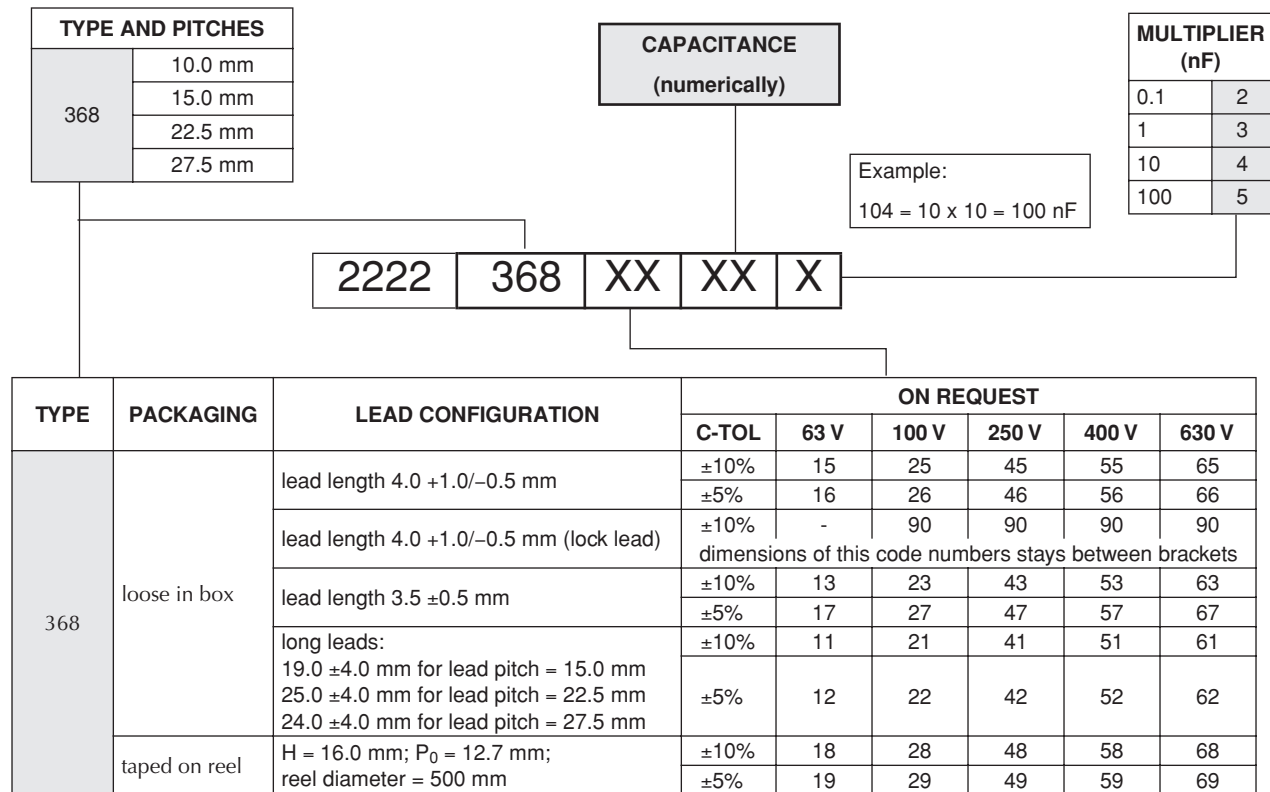 TYPE AND PITCHES
368
10.0 mm
15.0 mm
22.5 mm
27.5 mm
CAPACITANCE
(numerically)
MULTIPLIER
(nF)
0.1 2
1 3
10 4
100 5
Example:
104 = 10 x 10 = 100 nF
2222 368 XX XX X
TYPE PACKAGING LEAD CONFIGURATION ON REQUEST
C-TOL 63 V 100 V 250 V 400 V 630 V
368
loose in box
lead length 4.0 +1.0/−0.5 mm
±10% 15 25 45 55 65
±5% 16 26 46 56 66
lead length 4.0 +1.0/−0.5 mm (lock lead)
±10% - 90 90 90 90
dimensions of this code numbers stays between brackets
lead length 3.5 ±0.5 mm
±10% 13 23 43 53 63
±5% 17 27 47 57 67
long leads:
19.0 ±4.0 mm for lead pitch = 15.0 mm
25.0 ±4.0 mm for lead pitch = 22.5 mm
24.0 ±4.0 mm for lead pitch = 27.5 mm
±10% 11 21 41 51 61
±5% 12 22 42 52 62
taped on reel
H = 16.0 mm; P0 = 12.7 mm;
reel diameter = 500 mm
±10% 18 28 48 58 68
±5% 19 29 49 59 69